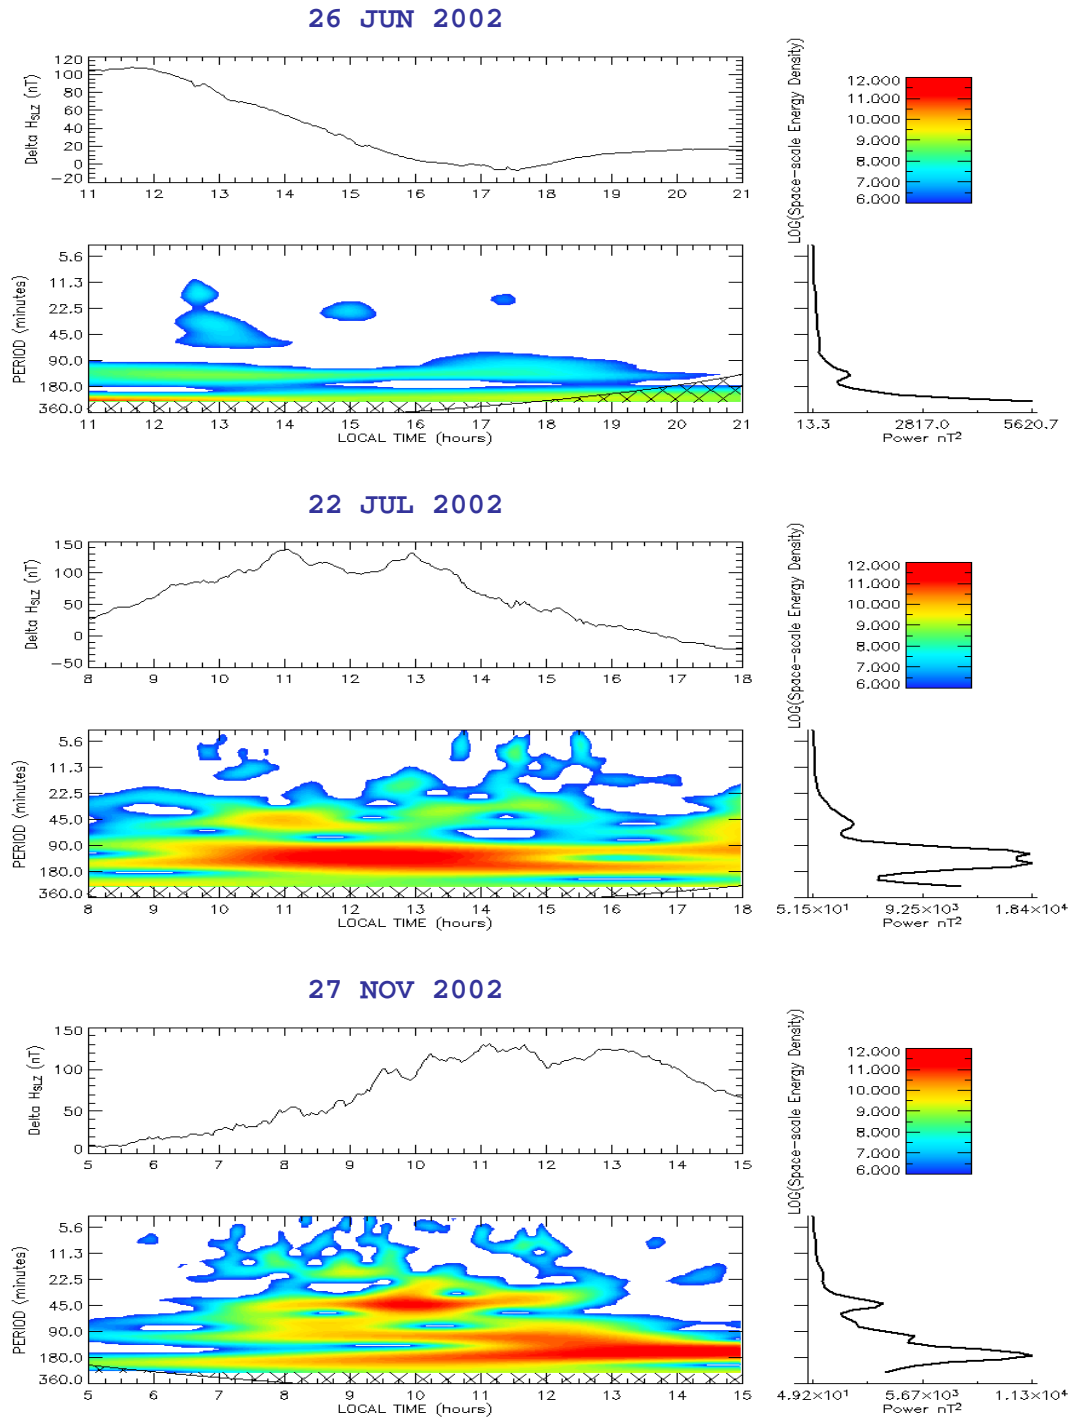 26 JUN 2002
Delta H_SLZ (nT)
120
100
80
60
40
20
0
−20
11 12 13 14 15 16 17 18 19 20 21
LOG(Space-scale Energy Density)
12.000
11.000
10.000
9.000
8.000
7.000
6.000
PERIOD (minutes)
5.6
11.3
22.5
45.0
90.0
180.0
360.0
11 12 13 14 15 16 17 18 19 20 21
LOCAL TIME (hours)
13.3 2817.0 5620.7
Power nT²
22 JUL 2002
Delta H_SLZ (nT)
150
100
50
0
−50
8 9 10 11 12 13 14 15 16 17 18
LOG(Space-scale Energy Density)
12.000
11.000
10.000
9.000
8.000
7.000
6.000
PERIOD (minutes)
5.6
11.3
22.5
45.0
90.0
180.0
360.0
8 9 10 11 12 13 14 15 16 17 18
LOCAL TIME (hours)
5.15×10¹ 9.25×10³ 1.84×10⁴
Power nT²
27 NOV 2002
Delta H_SLZ (nT)
150
100
50
0
5 6 7 8 9 10 11 12 13 14 15
LOG(Space-scale Energy Density)
12.000
11.000
10.000
9.000
8.000
7.000
6.000
PERIOD (minutes)
5.6
11.3
22.5
45.0
90.0
180.0
360.0
5 6 7 8 9 10 11 12 13 14 15
LOCAL TIME (hours)
4.92×10¹ 5.67×10³ 1.13×10⁴
Power nT²